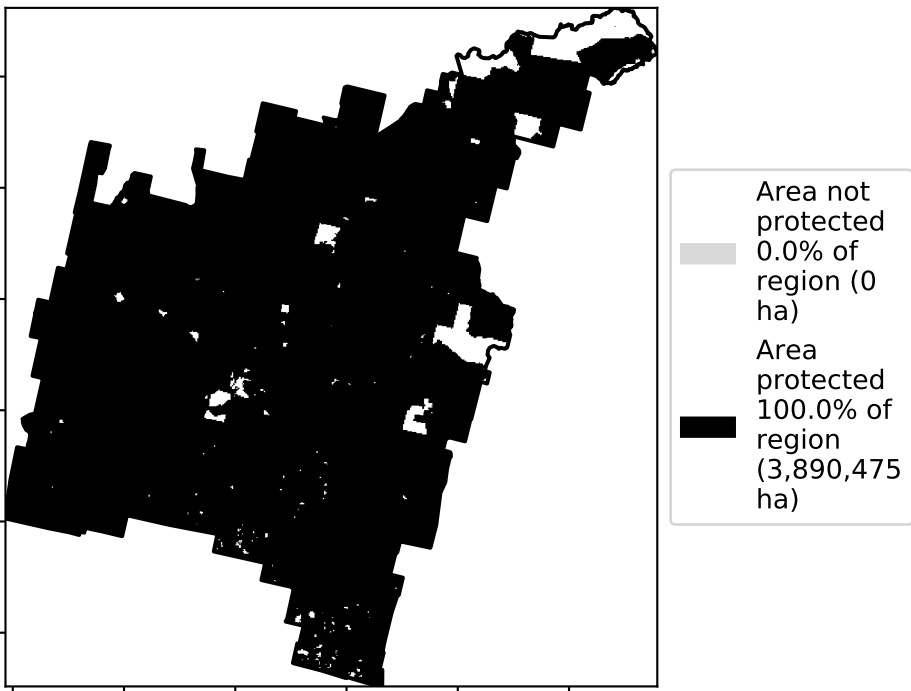 Area not
protected
0.0% of
region (0
ha)
Area
protected
100.0% of
region
(3,890,475
ha)